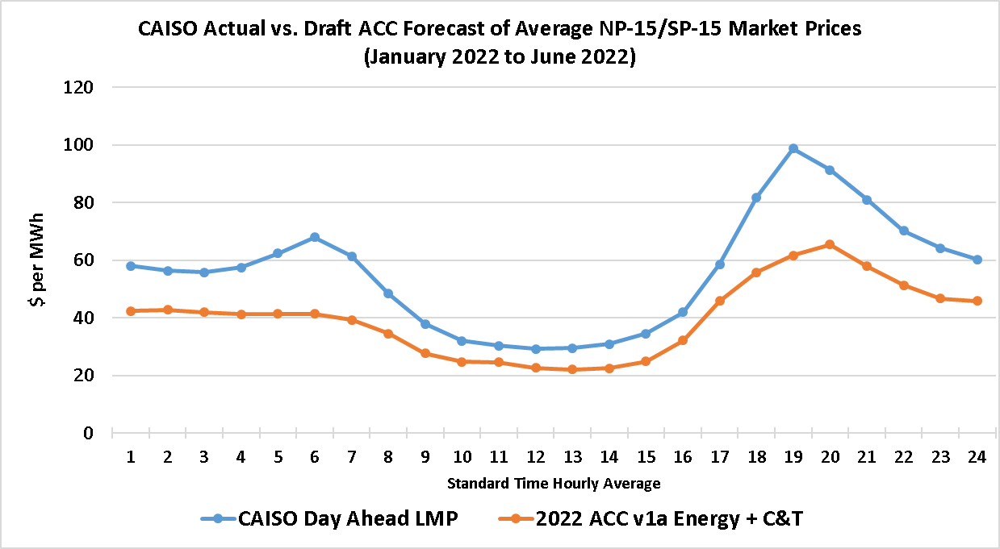 CAISO Actual vs. Draft ACC Forecast of Average NP-15/SP-15 Market Prices
(January 2022 to June 2022)
120
100
80
60
40
20
0
$ per MWh
1 2 3 4 5 6 7 8 9 10 11 12 13 14 15 16 17 18 19 20 21 22 23 24
Standard Time Hourly Average
CAISO Day Ahead LMP 2022 ACC v1a Energy + C&T